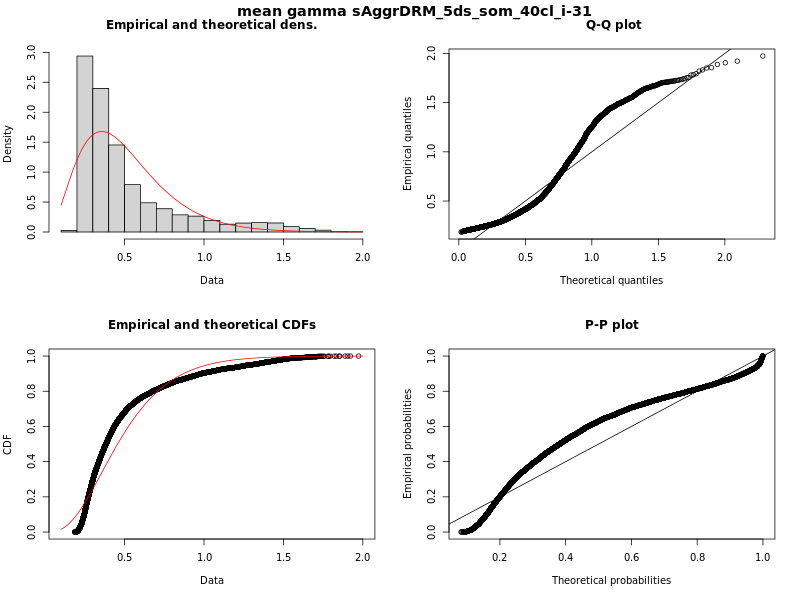 mean gamma sAggrDRM_5ds_som_40cl_i-31
Empirical and theoretical dens.
Density
0.0 0.5 1.0 1.5 2.0 2.5 3.0
0.5 1.0 1.5 2.0
Data
Q-Q plot
Empirical quantiles
0.5 1.0 1.5 2.0
0.0 0.5 1.0 1.5 2.0
Theoretical quantiles
Empirical and theoretical CDFs
CDF
0.0 0.2 0.4 0.6 0.8 1.0
0.5 1.0 1.5 2.0
Data
P-P plot
Empirical probabilities
0.0 0.2 0.4 0.6 0.8 1.0
0.2 0.4 0.6 0.8 1.0
Theoretical probabilities